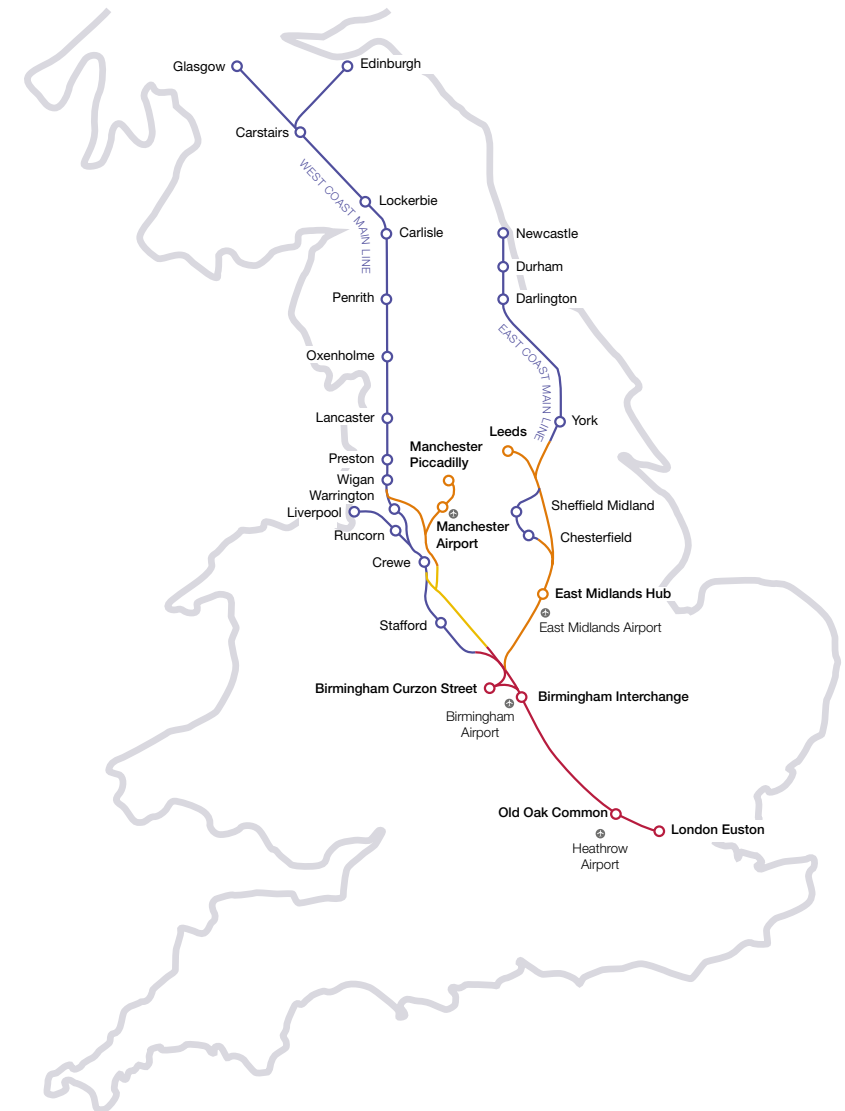 Glasgow
Edinburgh
Carstairs
WEST COAST MAIN LINE
Lockerbie
Carlisle
Newcastle
Durham
Penrith
Darlington
EAST COAST MAIN LINE
Oxenholme
Lancaster
York
Leeds
Manchester
Piccadilly
Preston
Wigan
Warrington
Liverpool
Runcorn
Sheffield Midland
Manchester
Airport
Chesterfield
Crewe
East Midlands Hub
East Midlands Airport
Stafford
Birmingham Curzon Street
Birmingham Interchange
Birmingham
Airport
Old Oak Common
London Euston
Heathrow
Airport